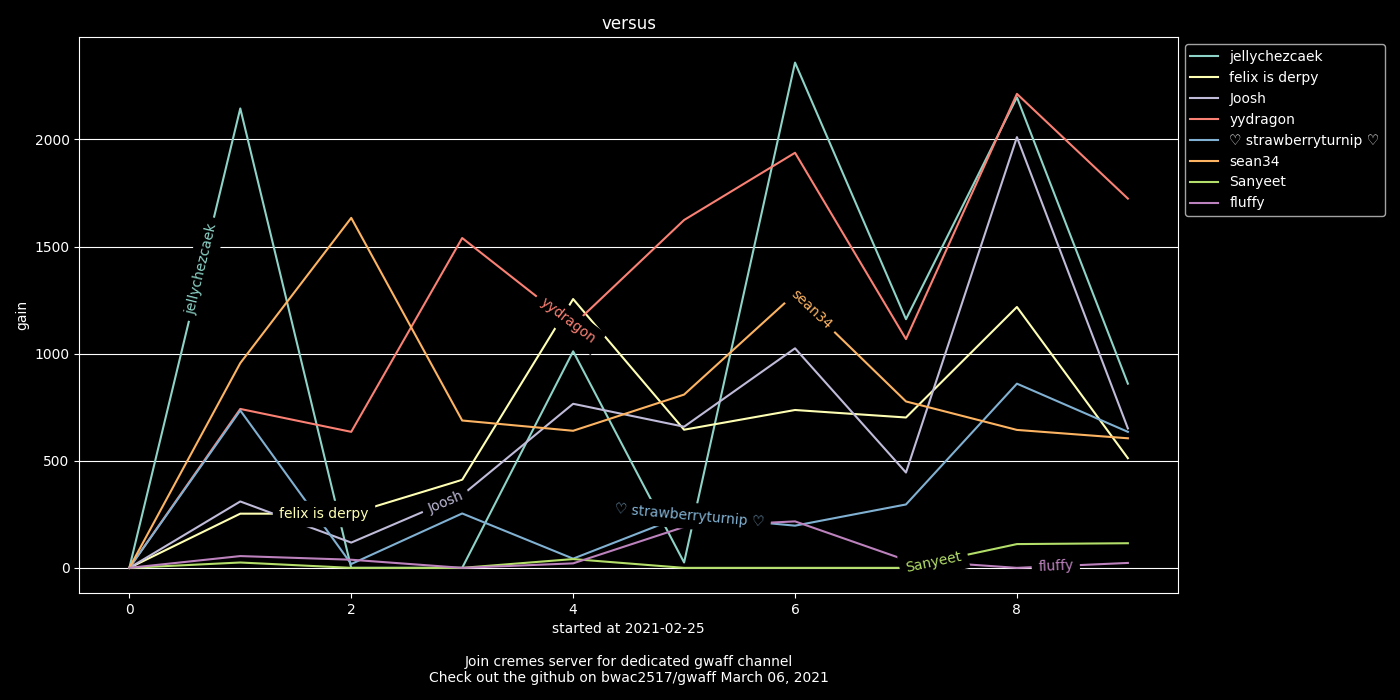 versus
jellychezcaek
felix is derpy
Joosh
yydragon
♡ strawberryturnip ♡
sean34
Sanyeet
fluffy
gain
2000
1500
1000
500
0
jellychezcaek
yydragon
sean34
felix is derpy
Joosh
♡ strawberryturnip ♡
Sanyeet
fluffy
0 2 4 6 8
started at 2021-02-25
Join cremes server for dedicated gwaff channel
Check out the github on bwac2517/gwaff March 06, 2021